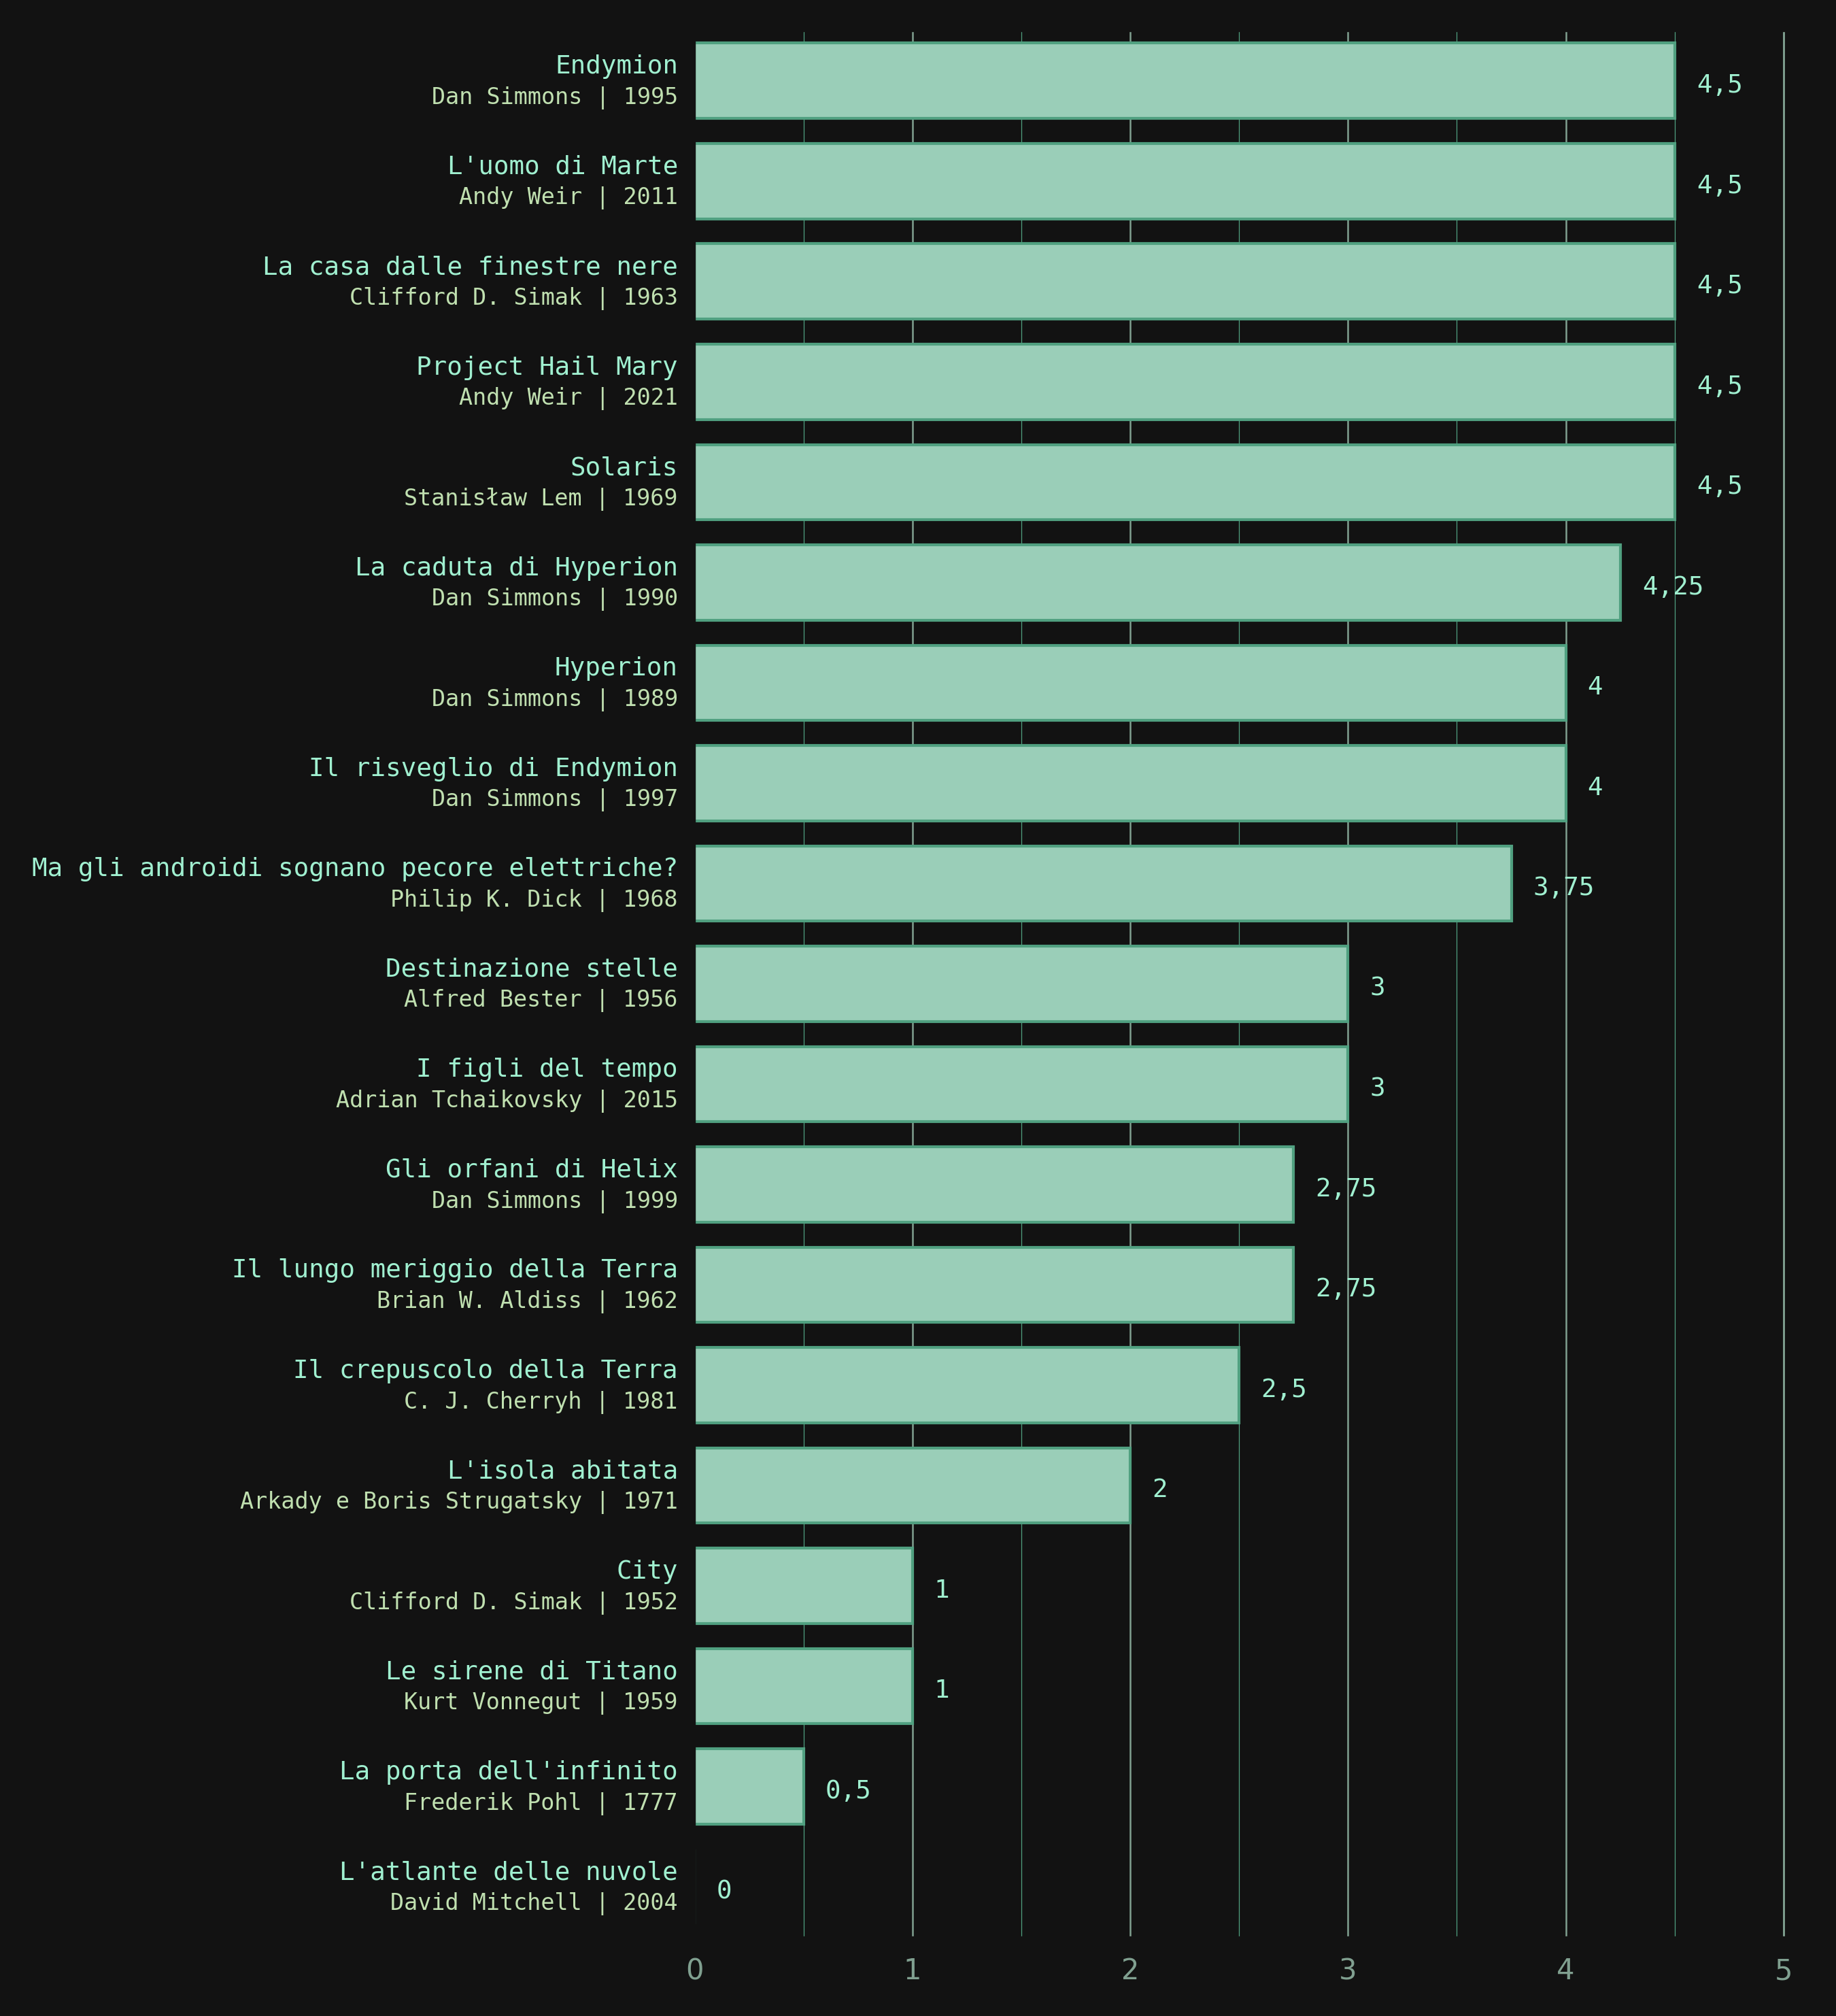 Endymion
Dan Simmons | 1995
4,5
L'uomo di Marte
Andy Weir | 2011
4,5
La casa dalle finestre nere
Clifford D. Simak | 1963
4,5
Project Hail Mary
Andy Weir | 2021
4,5
Solaris
Stanisław Lem | 1969
4,5
La caduta di Hyperion
Dan Simmons | 1990
4,25
Hyperion
Dan Simmons | 1989
4
Il risveglio di Endymion
Dan Simmons | 1997
4
Ma gli androidi sognano pecore elettriche?
Philip K. Dick | 1968
3,75
Destinazione stelle
Alfred Bester | 1956
3
I figli del tempo
Adrian Tchaikovsky | 2015
3
Gli orfani di Helix
Dan Simmons | 1999
2,75
Il lungo meriggio della Terra
Brian W. Aldiss | 1962
2,75
Il crepuscolo della Terra
C. J. Cherryh | 1981
2,5
L'isola abitata
Arkady e Boris Strugatsky | 1971
2
City
Clifford D. Simak | 1952
1
Le sirene di Titano
Kurt Vonnegut | 1959
1
La porta dell'infinito
Frederik Pohl | 1777
0,5
L'atlante delle nuvole
David Mitchell | 2004
0
0 1 2 3 4 5